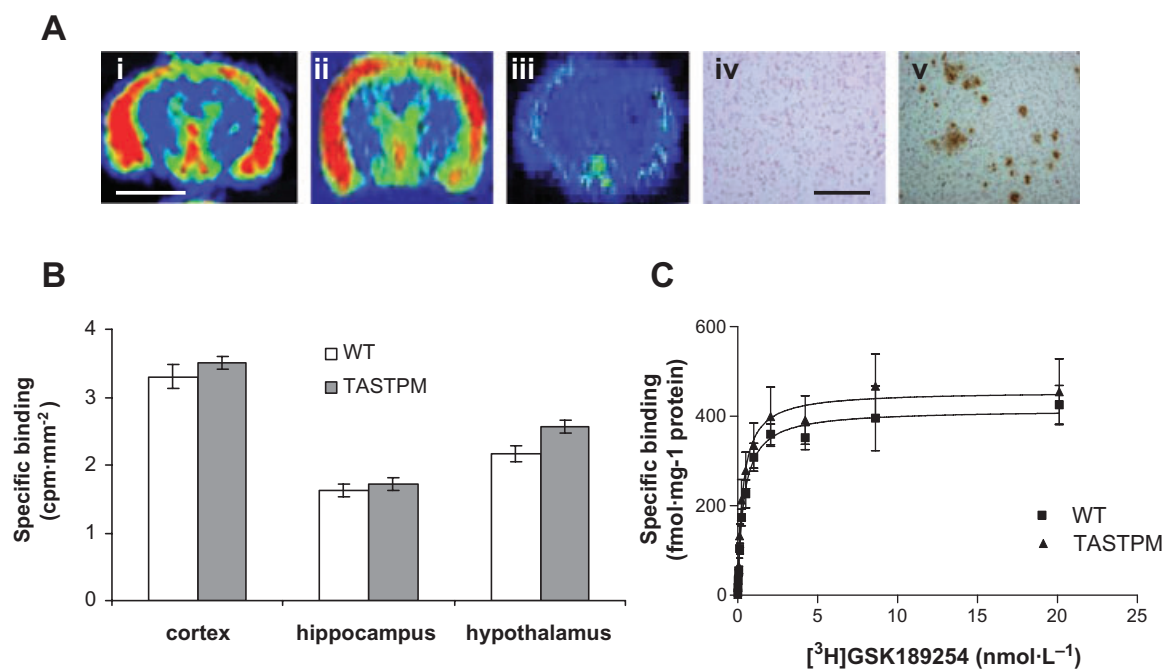 A
i ii iii iv v
B
4
3
2
1
0
Specific binding
(cpm·mm-2)
WT
TASTPM
cortex hippocampus hypothalamus
C
600
400
200
0
Specific binding
(fmol·mg-1 protein)
WT
TASTPM
0 5 10 15 20 25
[³H]GSK189254 (nmol·L⁻¹)